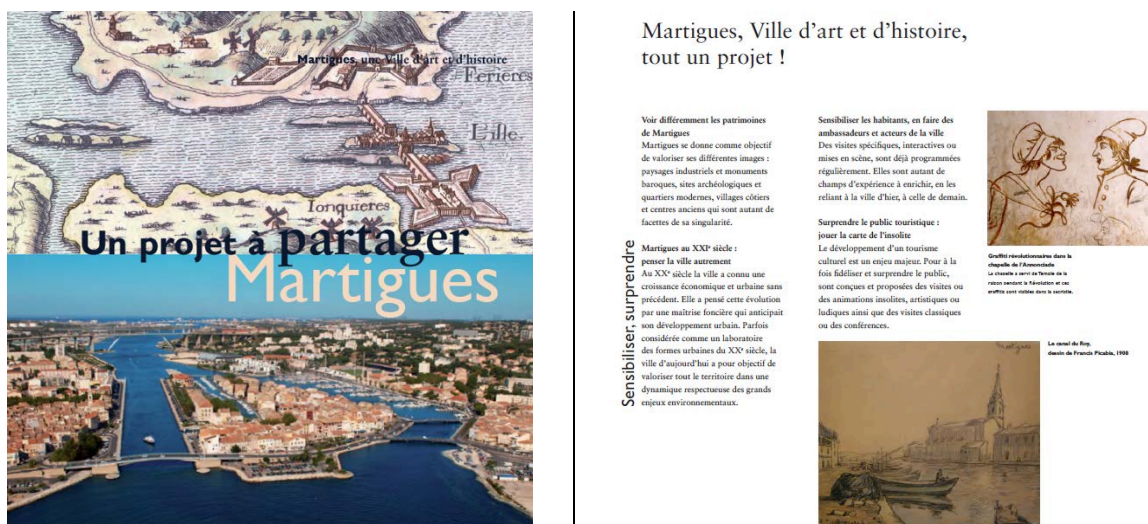 Martigues, une Ville d'art et d'histoire
Ferieres
L'Isle.
Ionquieres
Un projet à partager
Martigues
Martigues, Ville d'art et d'histoire,
tout un projet !
Sensibiliser, surprendre
Voir différemment les patrimoines
de Martigues
Martigues se donne comme objectif
de valoriser ses différentes images :
paysages industriels et monuments
baroques, sites archéologiques et
quartiers modernes, villages côtiers
et centres anciens qui sont autant de
facettes de sa singularité.
Martigues au XXIᵉ siècle :
penser la ville autrement
Au XXᵉ siècle la ville a connu une
croissance économique et urbaine sans
précédent. Elle a pensé cette évolution
par une maîtrise foncière qui anticipait
son développement urbain. Parfois
considérée comme un laboratoire
des formes urbaines du XXᵉ siècle, la
ville d'aujourd'hui a pour objectif de
valoriser tout le territoire dans une
dynamique respectueuse des grands
enjeux environnementaux.
Sensibiliser les habitants, en faire des
ambassadeurs et acteurs de la ville
Des visites spécifiques, interactives ou
mises en scène, sont déjà programmées
régulièrement. Elles sont autant de
champs d'expérience à enrichir, en les
reliant à la ville d'hier, à celle de demain.
Surprendre le public touristique :
jouer la carte de l'insolite
Le développement d'un tourisme
culturel est un enjeu majeur. Pour à la
fois fidéliser et surprendre le public,
sont conçues et proposées des visites ou
des animations insolites, artistiques ou
ludiques ainsi que des visites classiques
ou des conférences.
Graffiti révolutionnaires dans la
chapelle de l'Annonciade
La chapelle a servi de Temple de la
raison pendant la Révolution et ces
graffitis sont visibles dans la sacristie.
Le canal du Roy,
dessin de Francis Picabia, 1908
Martigues